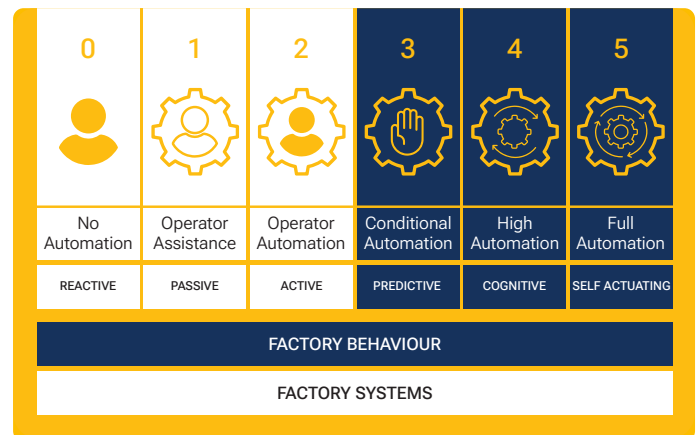 0 1 2 3 4 5
No Automation Operator Assistance Operator Automation Conditional Automation High Automation Full Automation
REACTIVE PASSIVE ACTIVE PREDICTIVE COGNITIVE SELF ACTUATING
FACTORY BEHAVIOUR
FACTORY SYSTEMS